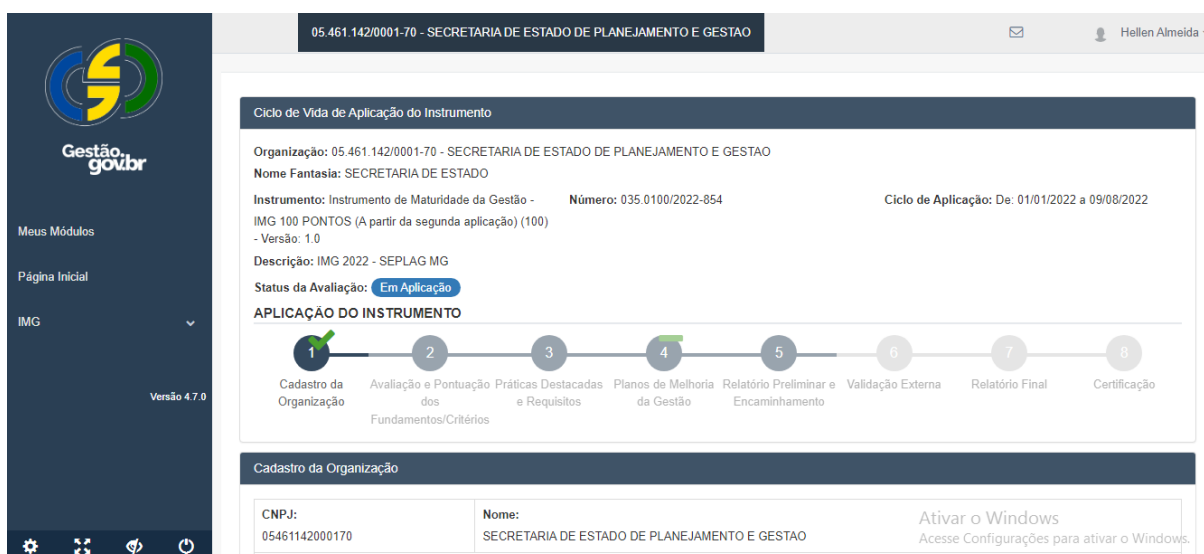 05.461.142/0001-70 - SECRETARIA DE ESTADO DE PLANEJAMENTO E GESTAO
Hellen Almeida
Gestão.
gov.br
Meus Módulos
Página Inicial
IMG
Versão 4.7.0
Ciclo de Vida de Aplicação do Instrumento
Organização: 05.461.142/0001-70 - SECRETARIA DE ESTADO DE PLANEJAMENTO E GESTAO
Nome Fantasia: SECRETARIA DE ESTADO
Instrumento: Instrumento de Maturidade da Gestão -
IMG 100 PONTOS (A partir da segunda aplicação) (100)
- Versão: 1.0
Número: 035.0100/2022-854
Ciclo de Aplicação: De: 01/01/2022 a 09/08/2022
Descrição: IMG 2022 - SEPLAG MG
Status da Avaliação: Em Aplicação
APLICAÇÃO DO INSTRUMENTO
1
Cadastro da
Organização
2
Avaliação e Pontuação
dos
Fundamentos/Critérios
3
Práticas Destacadas
e Requisitos
4
Planos de Melhoria
da Gestão
5
Relatório Preliminar e
Encaminhamento
6
Validação Externa
7
Relatório Final
8
Certificação
Cadastro da Organização
CNPJ:
05461142000170
Nome:
SECRETARIA DE ESTADO DE PLANEJAMENTO E GESTAO
Ativar o Windows
Acesse Configurações para ativar o Windows.